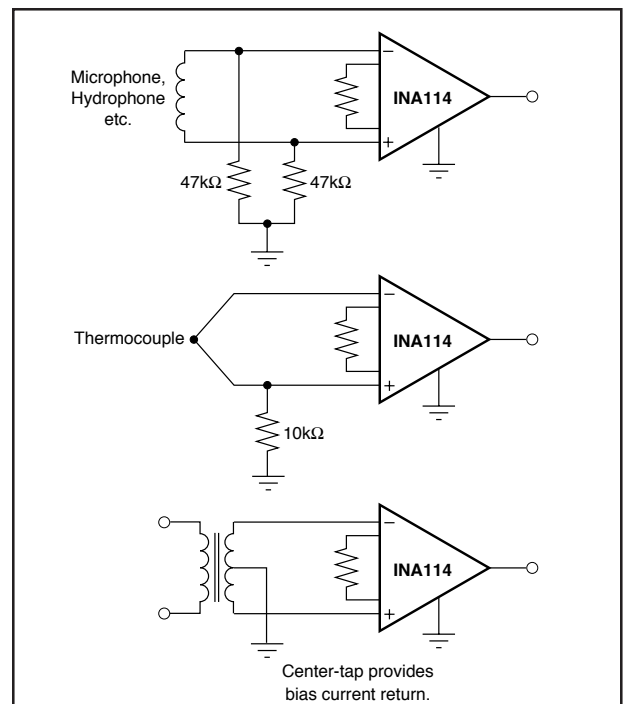 Microphone,
Hydrophone
etc.
−
INA114
+
47kΩ
47kΩ
Thermocouple
−
INA114
+
10kΩ
−
INA114
+
Center-tap provides
bias current return.